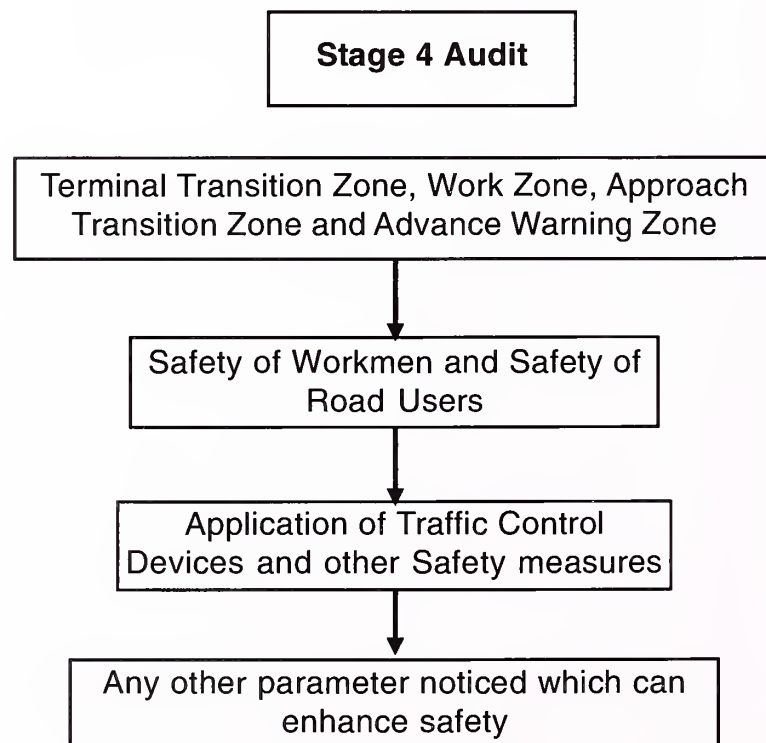 Stage 4 Audit
Terminal Transition Zone, Work Zone, Approach
Transition Zone and Advance Warning Zone
Safety of Workmen and Safety of
Road Users
Application of Traffic Control
Devices and other Safety measures
Any other parameter noticed which can
enhance safety